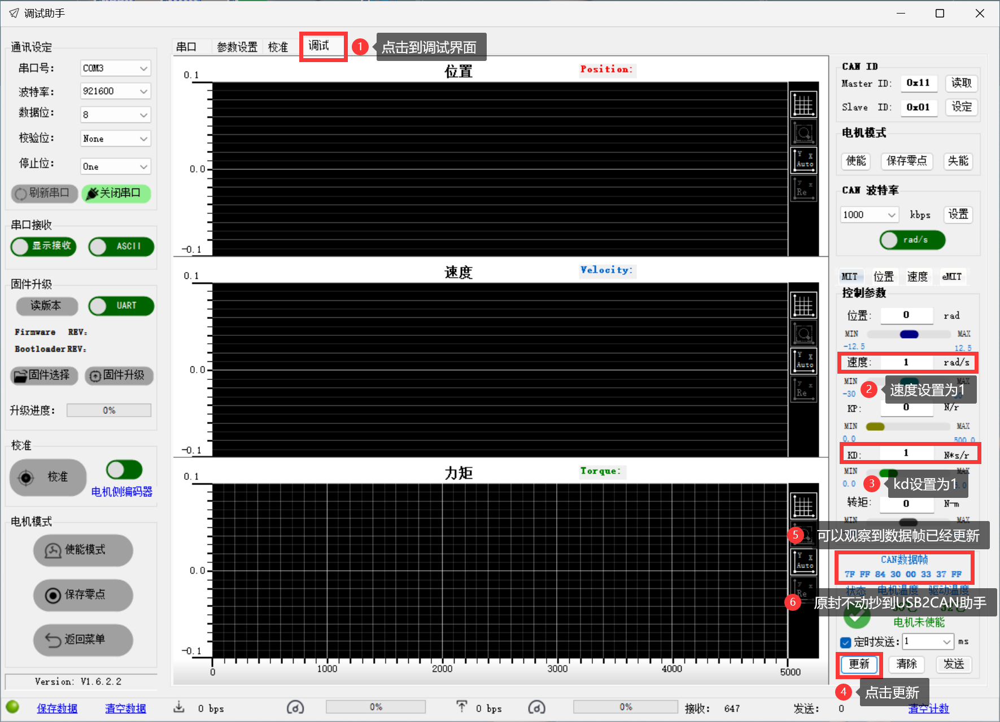 调试助手
通讯设定
串口号: COM3
波特率: 921600
数据位: 8
校验位: None
停止位: One
刷新串口 关闭串口
串口接收
显示接收 ASCII
固件升级
读版本 UART
Firmware REV:
Bootloader REV:
固件选择 固件升级
升级进度: 0%
校准
校准
电机侧编码器
电机模式
使能模式
保存零点
返回菜单
Version: V1.6.2.2
串口 参数设置 校准 调试 1 点击到调试界面
位置 Position:
0.1
0.0
-0.1
Y X
Auto
Y X
Re
速度 Velocity:
0.1
0.0
-0.1
Y X
Auto
Y X
Re
力矩 Torque:
0.1
0.0
-0.1
Y X
Auto
Y X
Re
0 1000 2000 3000 4000 5000
CAN ID
Master ID: 0x11 读取
Slave ID: 0x01 设定
电机模式
使能 保存零点 失能
CAN 波特率
1000 kbps 设置
rad/s
MIT 位置 速度 eMIT
控制参数
位置: 0 rad
MIN MAX
-12.5 12.5
速度: 1 rad/s
MIN MAX
-30
2 速度设置为1
KP: 0 N/r
MIN MAX
0.0 500.0
KD: 1 N*s/r
MIN MAX
0.0
3 kd设置为1
转矩: 0 N-m
MIN MAX
5 可以观察到数据帧已经更新
CAN数据帧
7F FF 84 30 00 33 37 FF
状态 电机温度 驱动温度
6 原封不动抄到USB2CAN助手
电机未使能
定时发送: 1 ms
更新 清除 发送
4 点击更新
保存数据 清空数据 0 bps 0% 0 bps 0% 接收: 647 发送: 0 清空计数